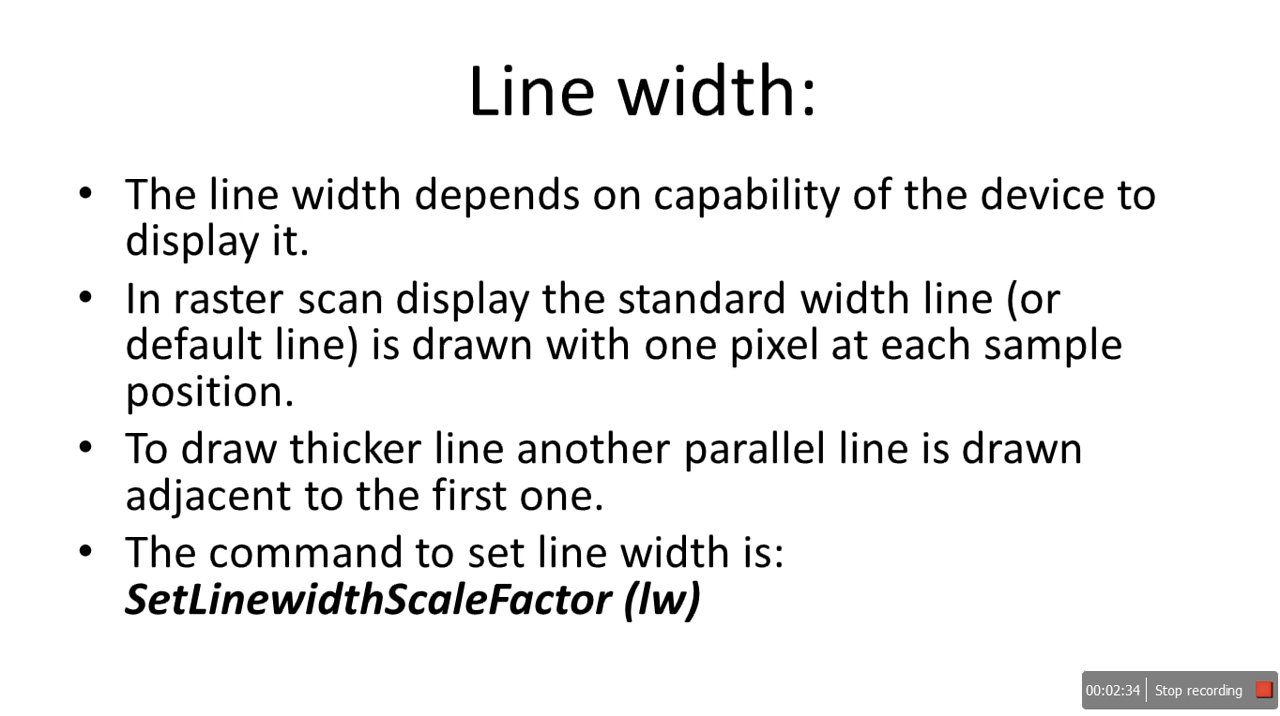 Line width:
• The line width depends on capability of the device to
display it.
• In raster scan display the standard width line (or
default line) is drawn with one pixel at each sample
position.
• To draw thicker line another parallel line is drawn
adjacent to the first one.
• The command to set line width is:
SetLinewidthScaleFactor (lw)
00:02:34 Stop recording